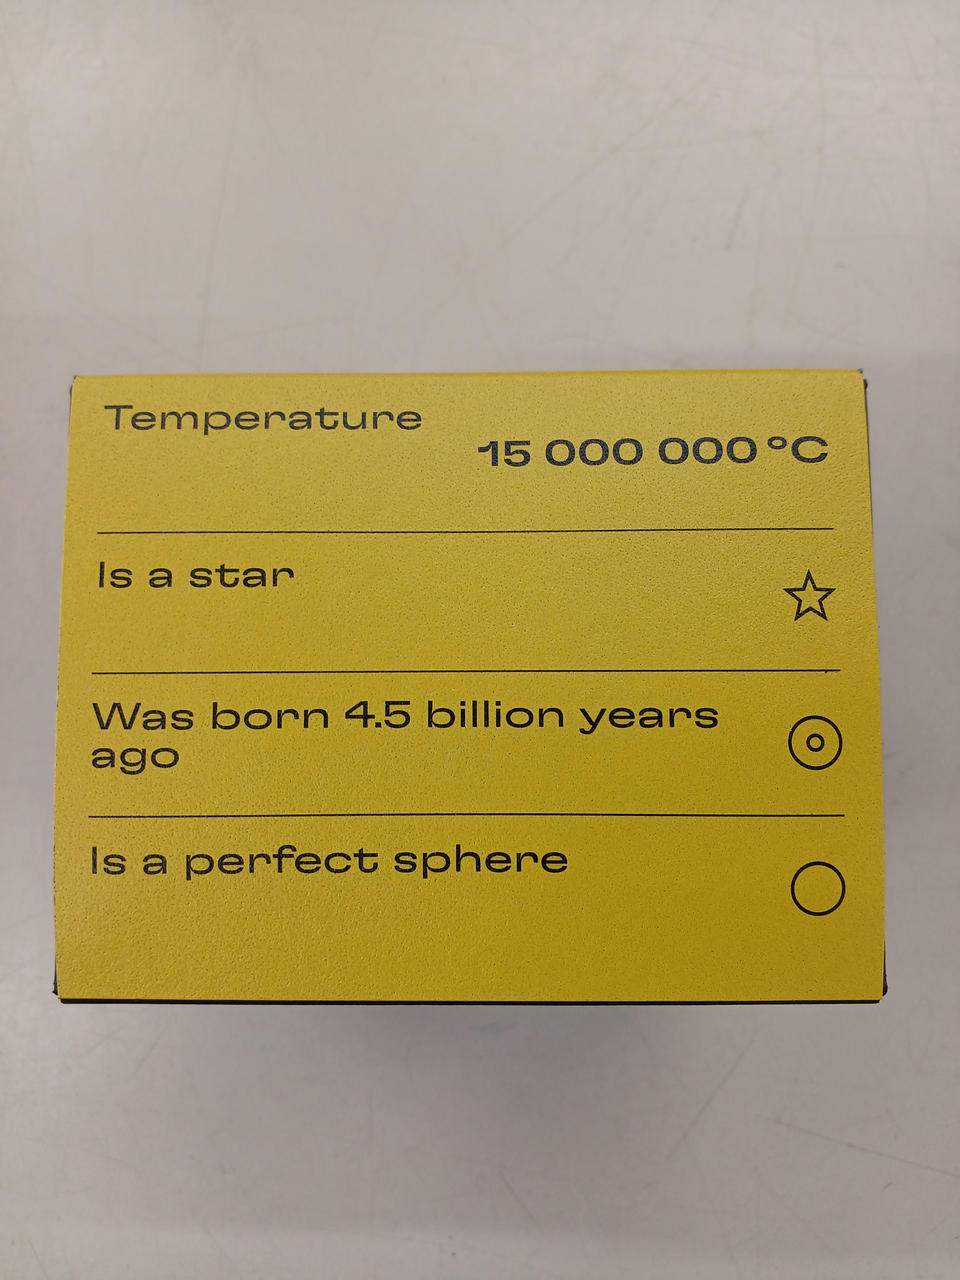 Temperature
15 000 000 °C
Is a star
Was born 4.5 billion years
ago
Is a perfect sphere